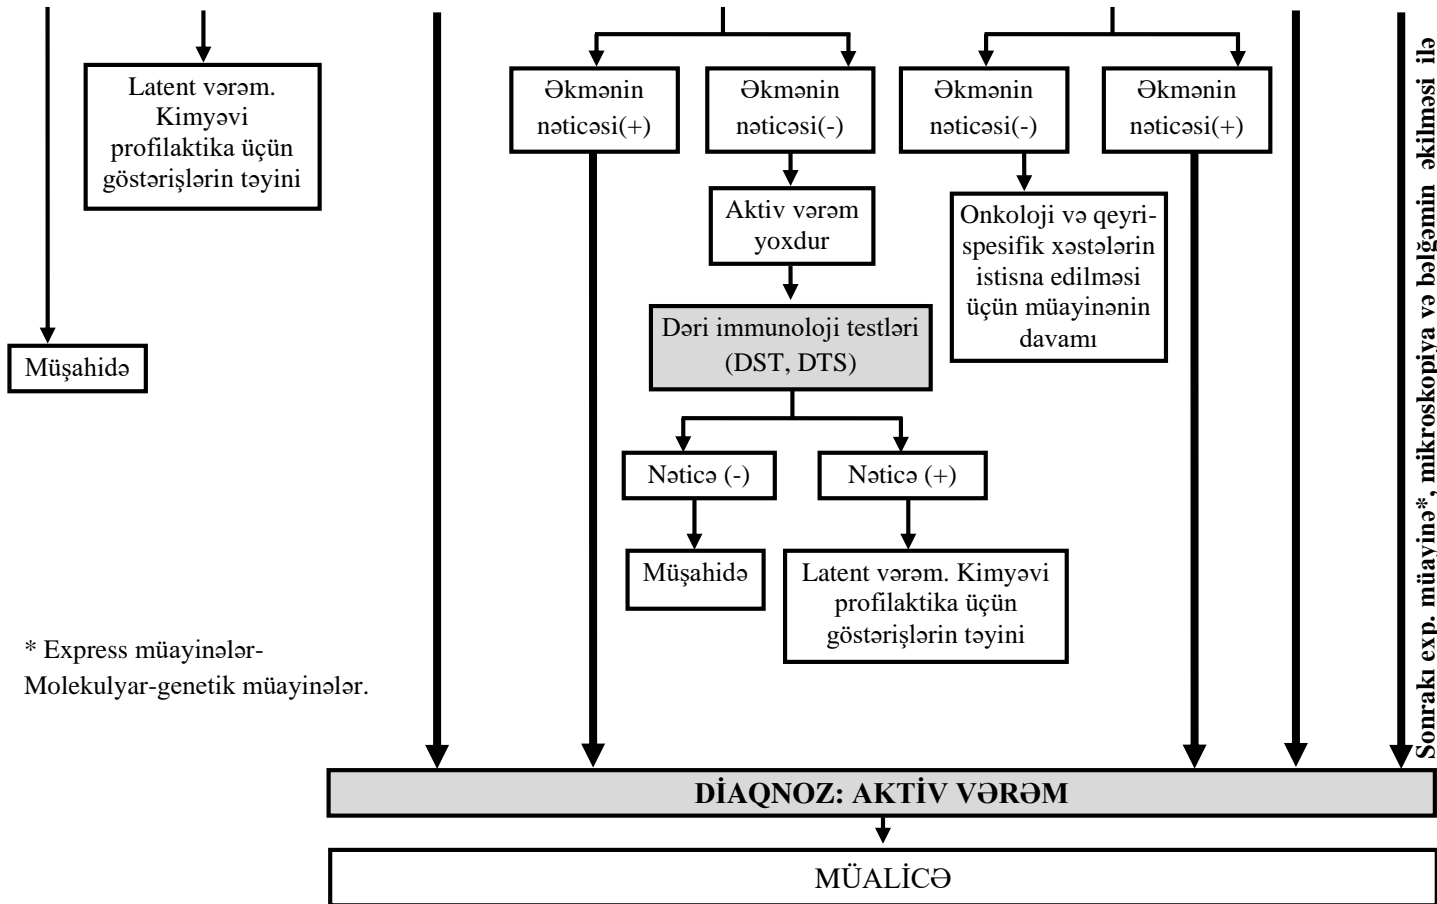 Latent vərəm.
Kimyəvi
profilaktika üçün
göstərişlərin təyini
Əkmənin
nəticəsi(+)
Əkmənin
nəticəsi(-)
Əkmənin
nəticəsi(-)
Əkmənin
nəticəsi(+)
Aktiv vərəm
yoxdur
Onkoloji və qeyri-
spesifik xəstələrin
istisna edilməsi
üçün müayinənin
davamı
Dəri immunoloji testləri
(DST, DTS)
Müşahidə
Nəticə (-)
Nəticə (+)
Müşahidə
Latent vərəm. Kimyəvi
profilaktika üçün
göstərişlərin təyini
* Express müayinələr-
Molekulyar-genetik müayinələr.
Sonrakı exp. müayinə*, mikroskopiya və bəlğəmin əkilməsi ilə
DİAQNOZ: AKTİV VƏRƏM
MÜALİCƏ